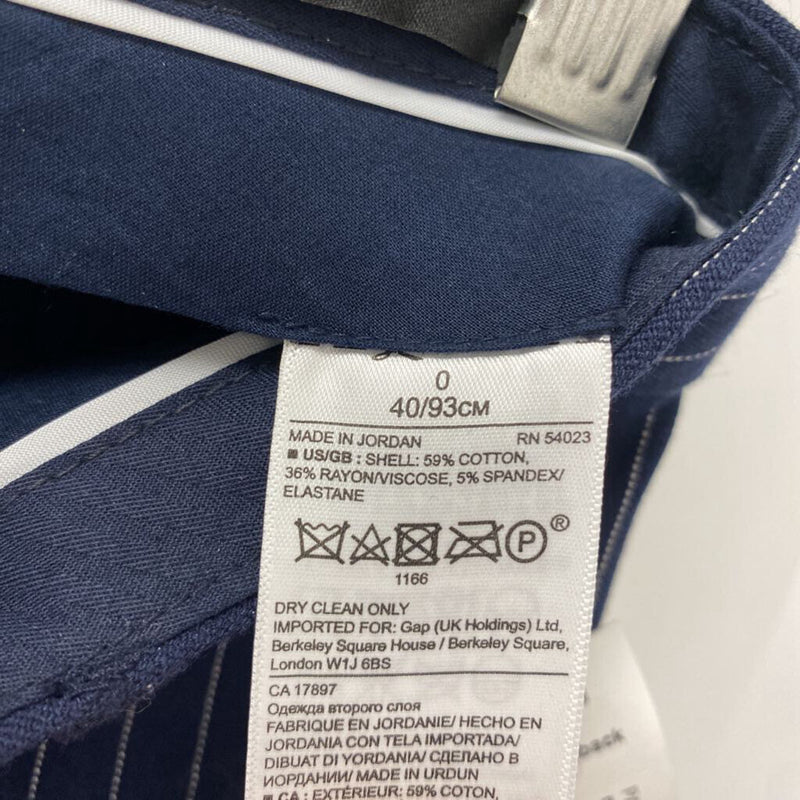 0
40/93см
MADE IN JORDAN RN 54023
■ US/GB : SHELL: 59% COTTON,
36% RAYON/VISCOSE, 5% SPANDEX/
ELASTANE
P ®
1166
DRY CLEAN ONLY
IMPORTED FOR: Gap (UK Holdings) Ltd,
Berkeley Square House / Berkeley Square,
London W1J 6BS
CA 17897
Одежда второго слоя
FABRIQUE EN JORDANIE/ HECHO EN
JORDANIA CON TELA IMPORTADA/
DIBUAT DI YORDANIA/ СДЕЛАНО В
ИОРДАНИИ/ MADE IN URDUN
■ CA : EXTÉRIEUR: 59% COTON,